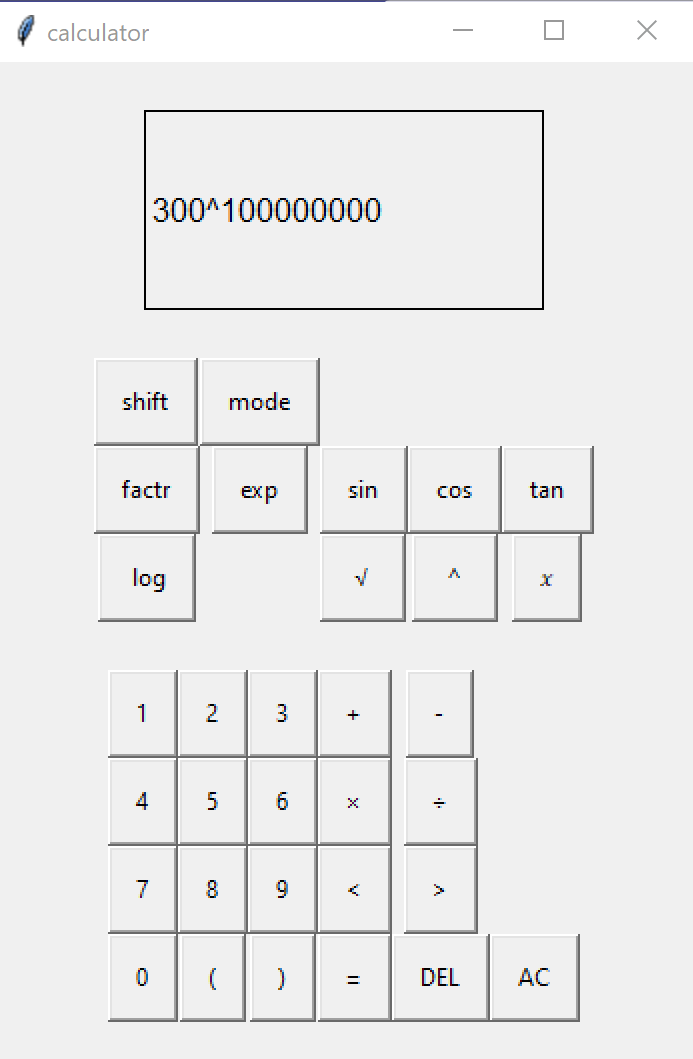 calculator
300^100000000
shift mode
factr exp sin cos tan
log √ ^ x
1 2 3 + -
4 5 6 × ÷
7 8 9 < >
0 ( ) = DEL AC